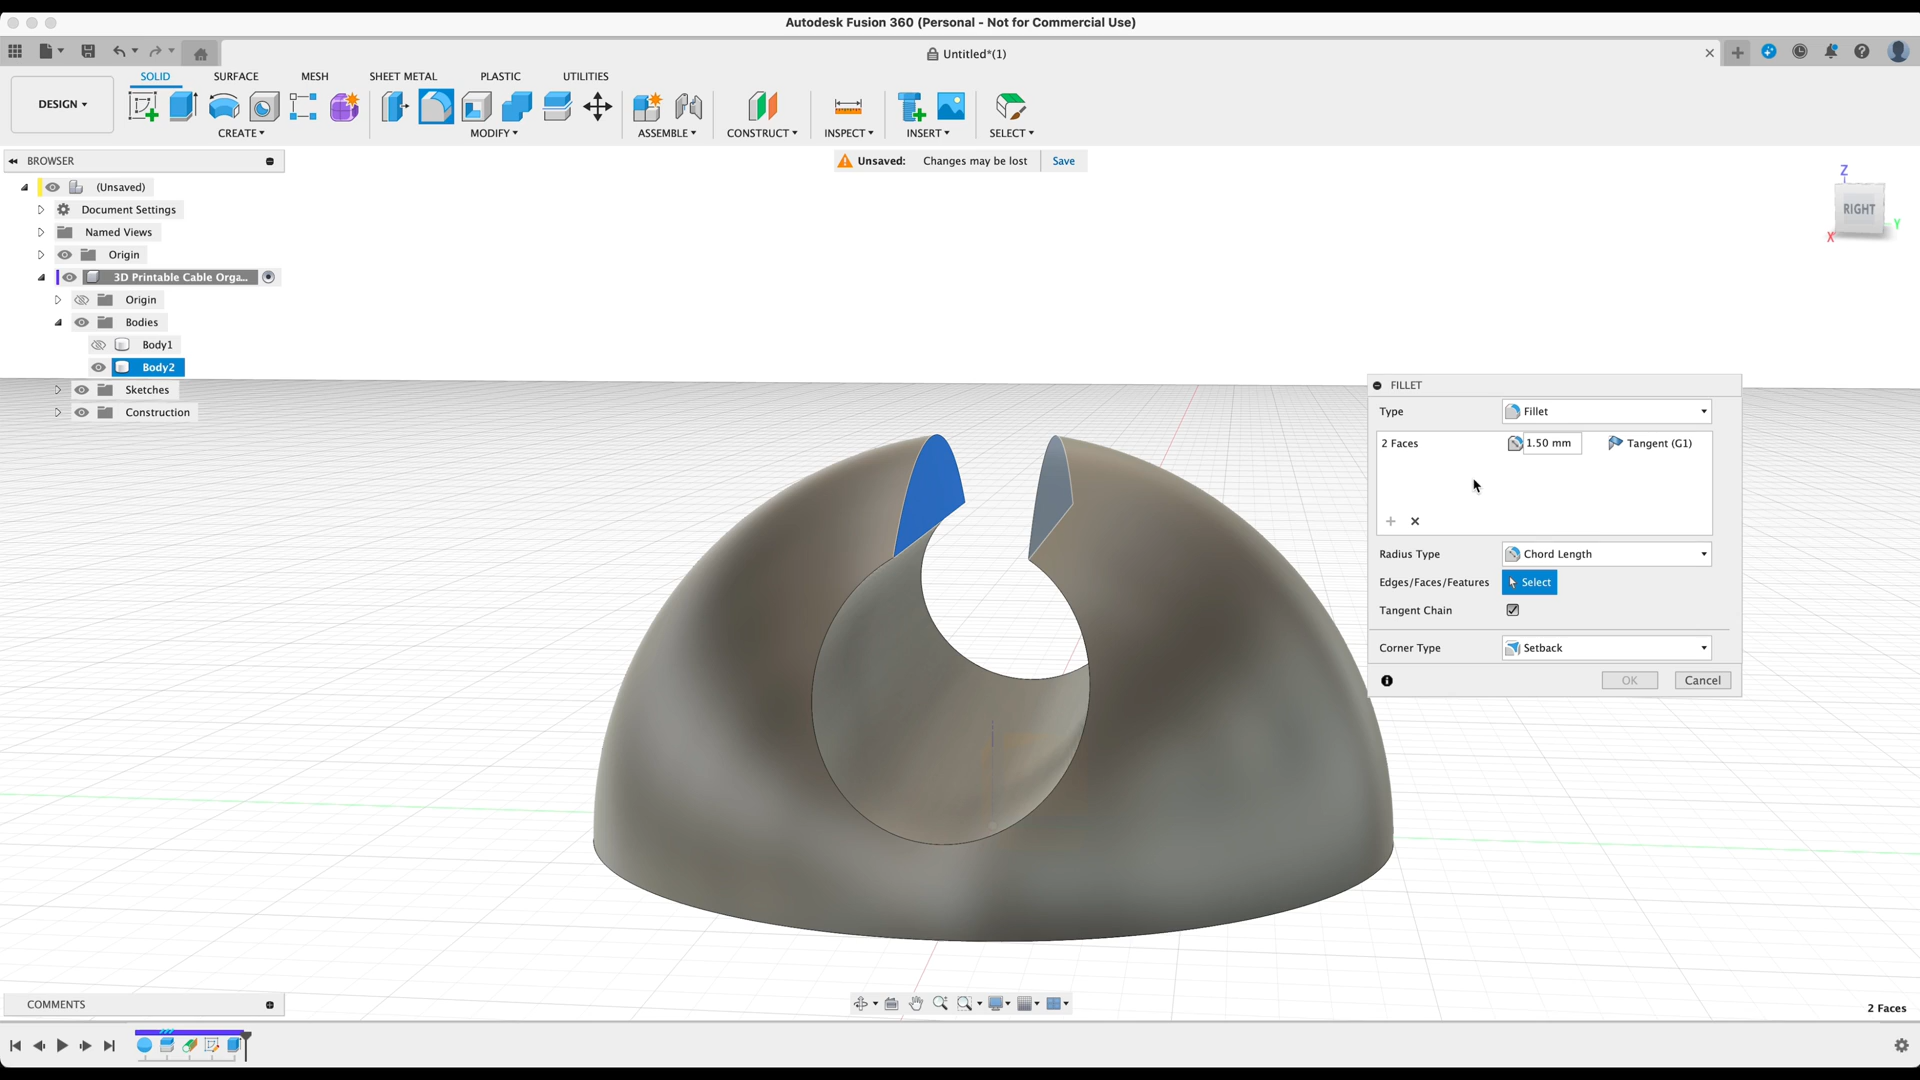 Autodesk Fusion 360 (Personal - Not for Commercial Use)
Untitled*(1)
SOLID SURFACE MESH SHEET METAL PLASTIC UTILITIES
DESIGN
CREATE MODIFY ASSEMBLE CONSTRUCT INSPECT INSERT SELECT
BROWSER
Unsaved: Changes may be lost Save
(Unsaved)
Document Settings
Named Views
Origin
3D Printable Cable Orga...
Origin
Bodies
Body1
Body2
Sketches
Construction
Z
RIGHT
Y
X
FILLET
Type Fillet
2 Faces 1.50 mm Tangent (G1)
Radius Type Chord Length
Edges/Faces/Features Select
Tangent Chain
Corner Type Setback
OK Cancel
COMMENTS
2 Faces